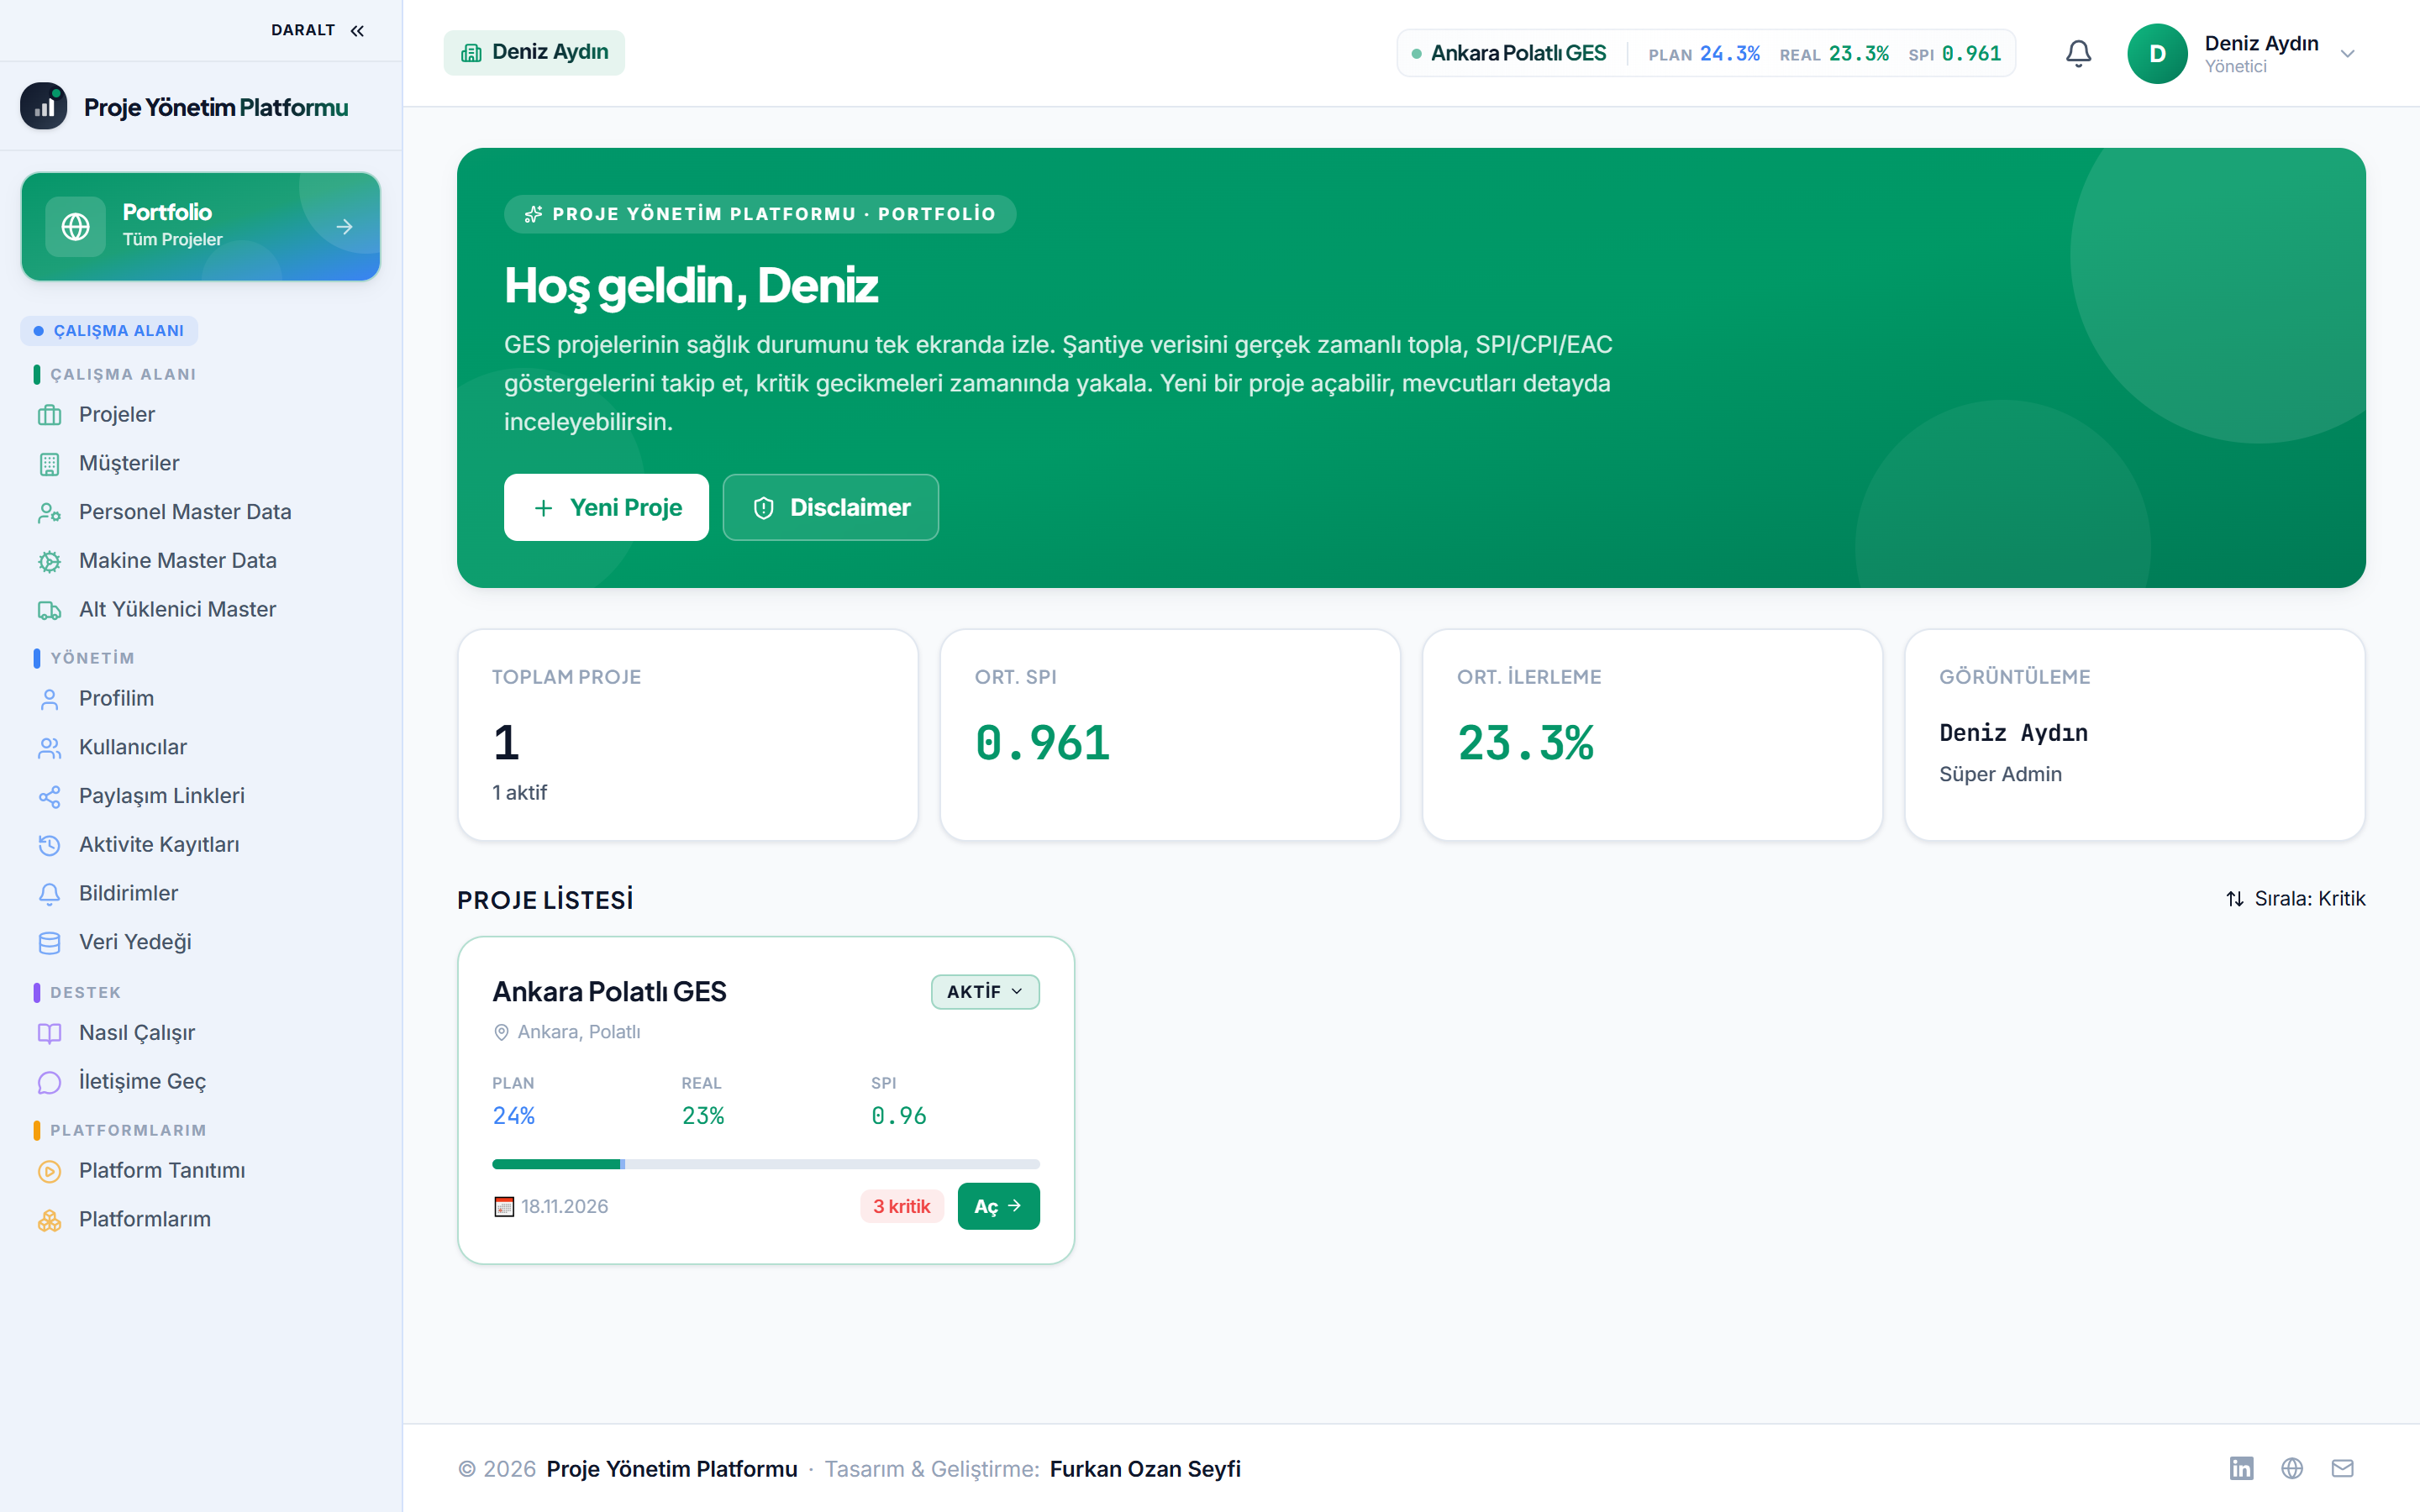 DARALT
Proje Yönetim Platformu
Portfolio
Tüm Projeler
ÇALIŞMA ALANI
ÇALIŞMA ALANI
Projeler
Müşteriler
Personel Master Data
Makine Master Data
Alt Yüklenici Master
YÖNETİM
Profilim
Kullanıcılar
Paylaşım Linkleri
Aktivite Kayıtları
Bildirimler
Veri Yedeği
DESTEK
Nasıl Çalışır
İletişime Geç
PLATFORMLARIM
Platform Tanıtımı
Platformlarım
Deniz Aydın
Ankara Polatlı GES PLAN 24.3% REAL 23.3% SPI 0.961
D
Deniz Aydın
Yönetici
PROJE YÖNETİM PLATFORMU · PORTFOLİO
Hoş geldin, Deniz
GES projelerinin sağlık durumunu tek ekranda izle. Şantiye verisini gerçek zamanlı topla, SPI/CPI/EAC
göstergelerini takip et, kritik gecikmeleri zamanında yakala. Yeni bir proje açabilir, mevcutları detayda
inceleyebilirsin.
Yeni Proje
Disclaimer
TOPLAM PROJE
1
1 aktif
ORT. SPI
0.961
ORT. İLERLEME
23.3%
GÖRÜNTÜLEME
Deniz Aydın
Süper Admin
PROJE LİSTESİ
Sırala: Kritik
Ankara Polatlı GES
AKTİF
Ankara, Polatlı
PLAN REAL SPI
24% 23% 0.96
18.11.2026
3 kritik
Aç
© 2026 Proje Yönetim Platformu · Tasarım & Geliştirme: Furkan Ozan Seyfi